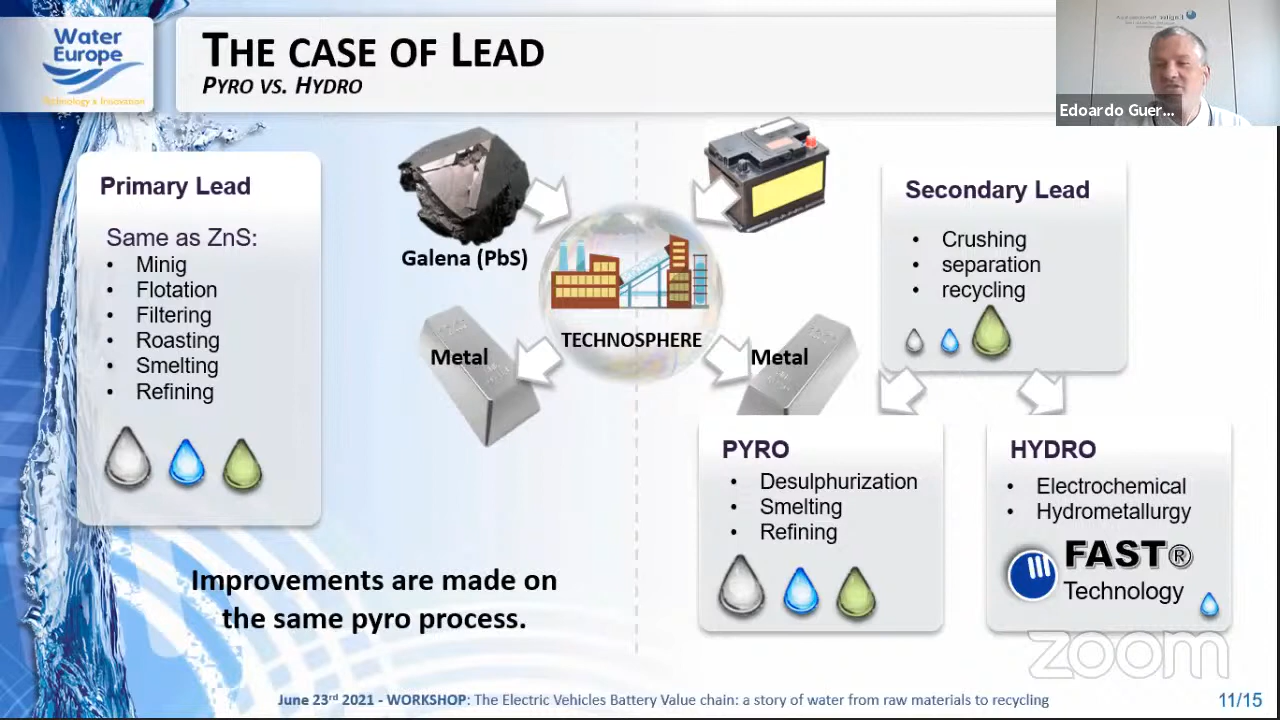 Water
Europe
Technology & Innovation
THE CASE OF LEAD
PYRO VS. HYDRO
Edoardo Guer...
Primary Lead
Same as ZnS:
• Minig
• Flotation
• Filtering
• Roasting
• Smelting
• Refining
Galena (PbS)
TECHNOSPHERE
Metal
Metal
Secondary Lead
• Crushing
• separation
• recycling
PYRO
• Desulphurization
• Smelting
• Refining
HYDRO
• Electrochemical
• Hydrometallurgy
FAST®
Technology
Improvements are made on
the same pyro process.
zoom
June 23rd 2021 - WORKSHOP: The Electric Vehicles Battery Value chain: a story of water from raw materials to recycling
11/15